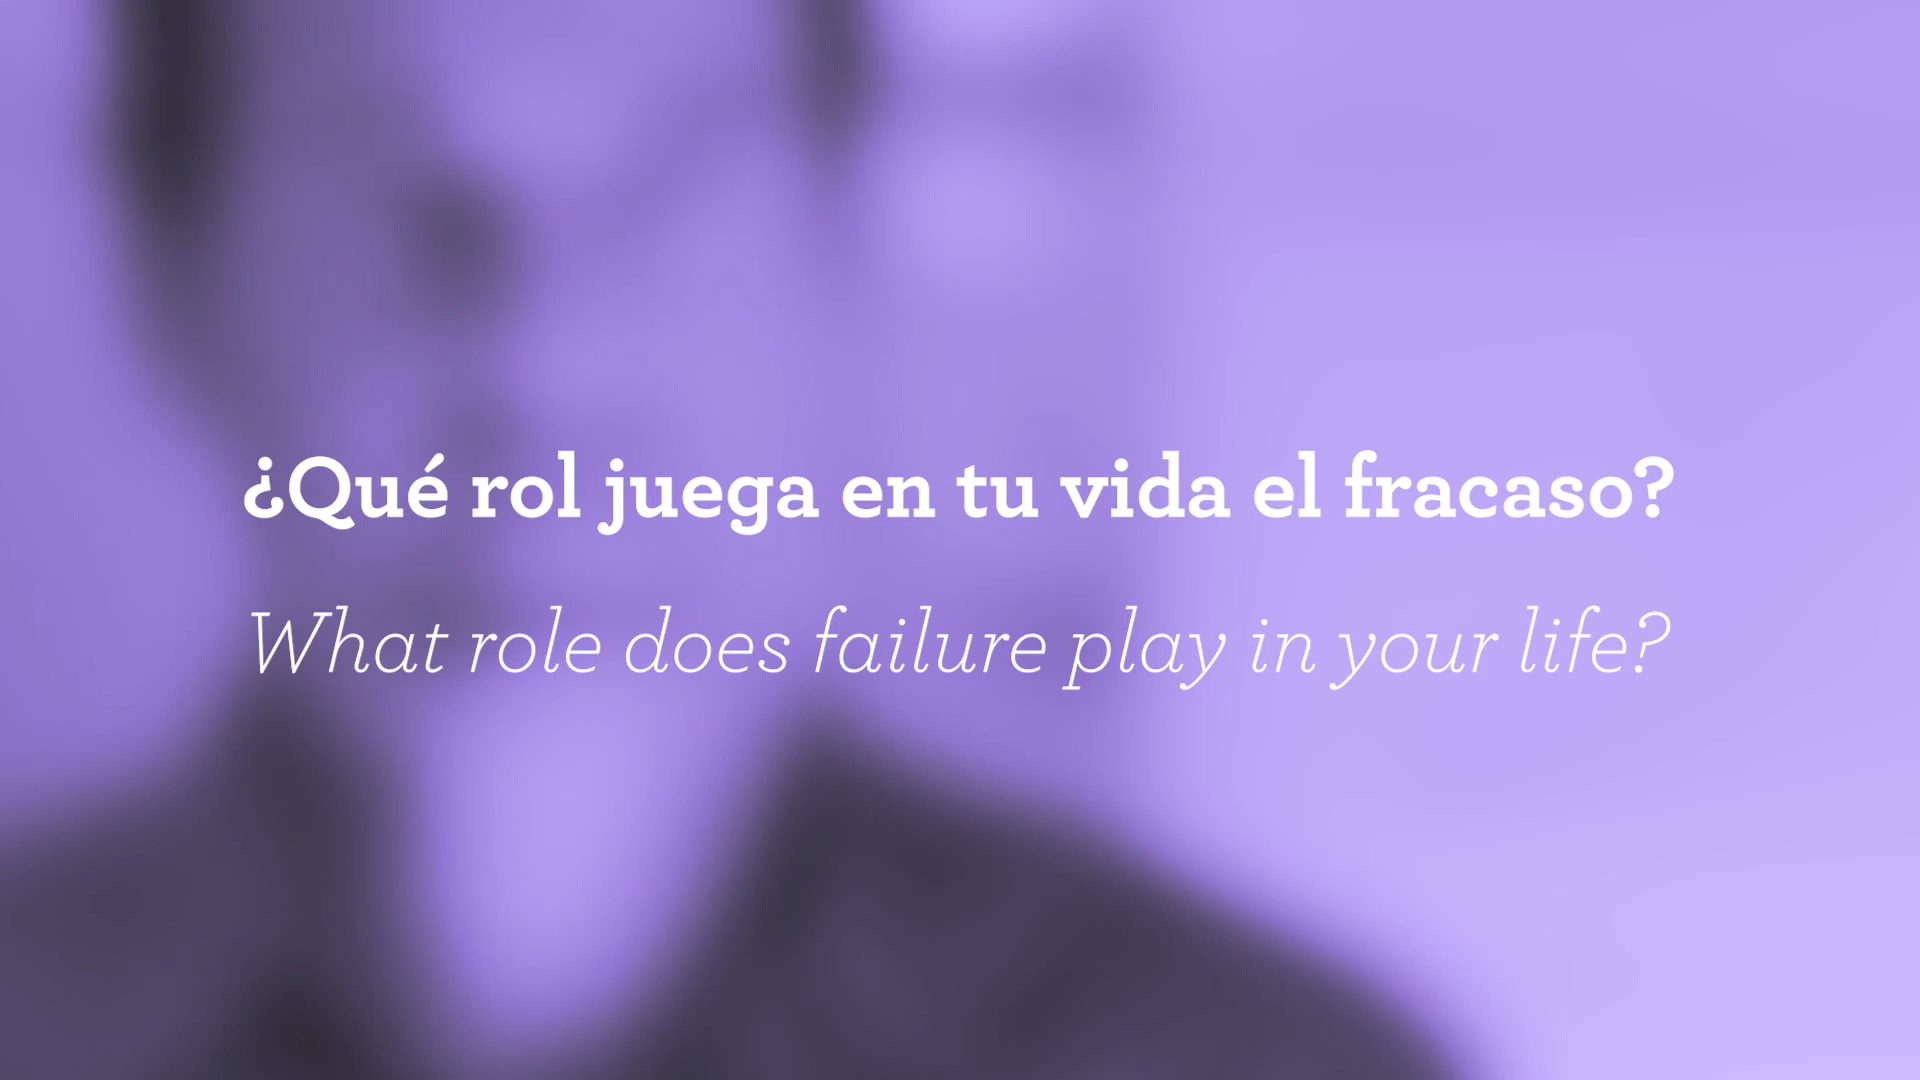 ¿Qué rol juega en tu vida el fracaso?
What role does failure play in your life?